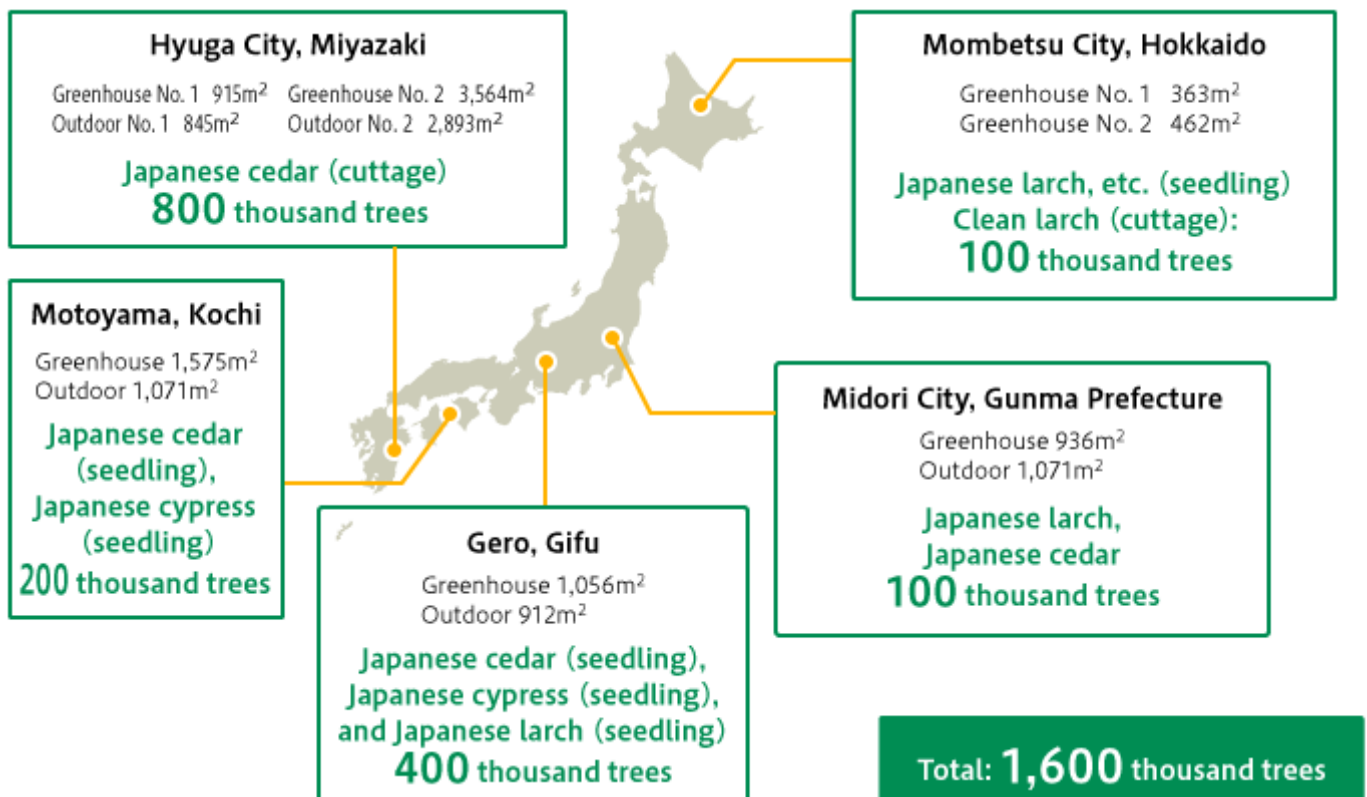 Hyuga City, Miyazaki
Greenhouse No. 1 915m² Greenhouse No. 2 3,564m²
Outdoor No. 1 845m² Outdoor No. 2 2,893m²
Japanese cedar (cuttage)
800 thousand trees
Mombetsu City, Hokkaido
Greenhouse No. 1 363m²
Greenhouse No. 2 462m²
Japanese larch, etc. (seedling)
Clean larch (cuttage):
100 thousand trees
Motoyama, Kochi
Greenhouse 1,575m²
Outdoor 1,071m²
Japanese cedar
(seedling),
Japanese cypress
(seedling)
200 thousand trees
Midori City, Gunma Prefecture
Greenhouse 936m²
Outdoor 1,071m²
Japanese larch,
Japanese cedar
100 thousand trees
Gero, Gifu
Greenhouse 1,056m²
Outdoor 912m²
Japanese cedar (seedling),
Japanese cypress (seedling),
and Japanese larch (seedling)
400 thousand trees
Total: 1,600 thousand trees